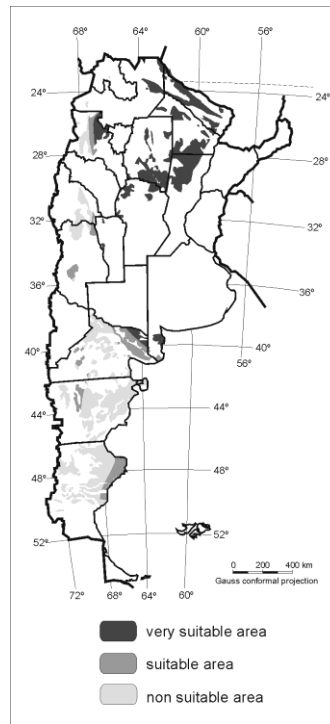 68° 64° 60° 56°
24° 24°
28° 28°
32° 32°
36° 36°
40° 40°
56°
44° 44°
48° 48°
52° 52°
0 200 400 km
Gauss conformal projection
72° 68° 64° 60°
very suitable area
suitable area
non suitable area